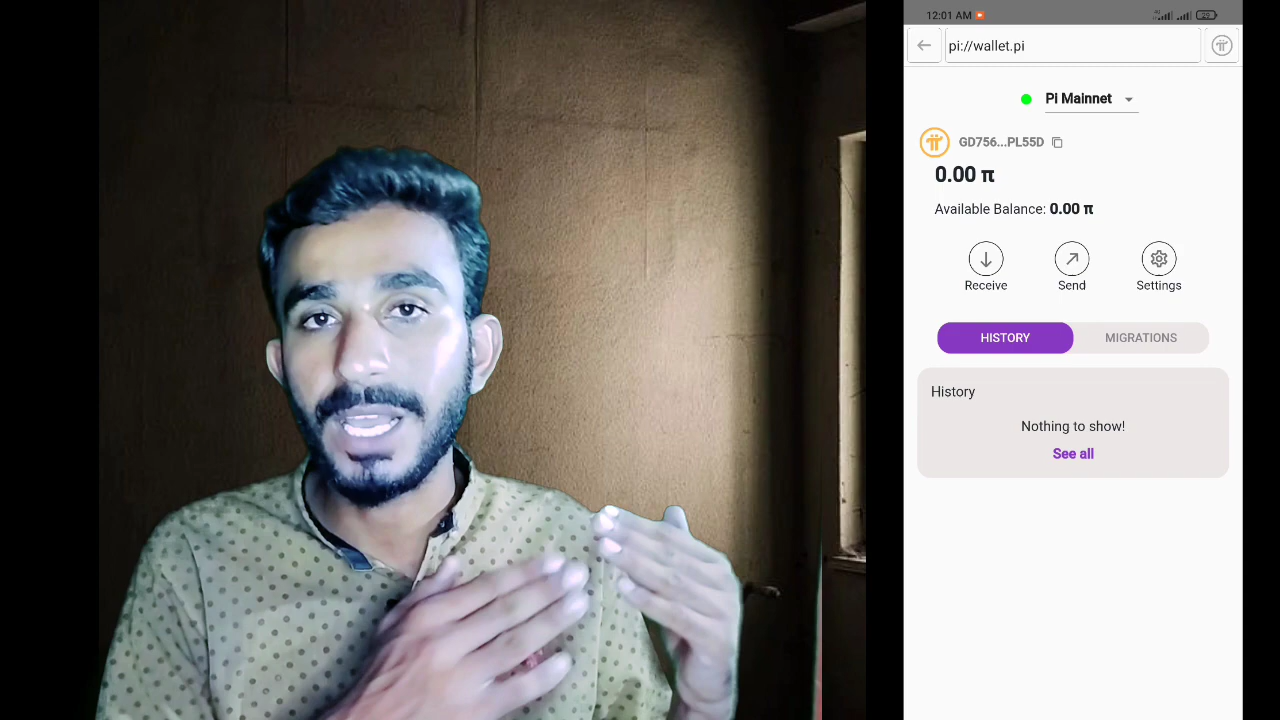 12:01 AM
29
pi://wallet.pi
Pi Mainnet
GD756...PL55D
0.00 π
Available Balance: 0.00 π
Receive
Send
Settings
HISTORY
MIGRATIONS
History
Nothing to show!
See all